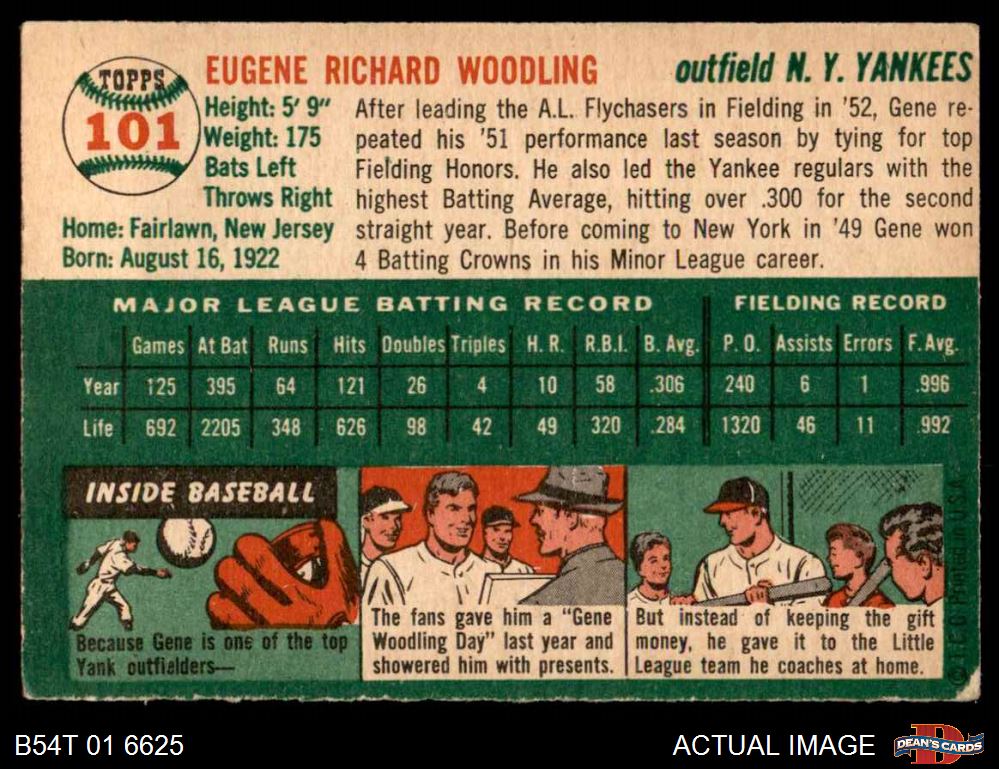 TOPPS
101
EUGENE RICHARD WOODLING
outfield N. Y. YANKEES
Height: 5' 9"
Weight: 175
Bats Left
Throws Right
Home: Fairlawn, New Jersey
Born: August 16, 1922
After leading the A.L. Flychasers in Fielding in '52, Gene re-
peated his '51 performance last season by tying for top
Fielding Honors. He also led the Yankee regulars with the
highest Batting Average, hitting over .300 for the second
straight year. Before coming to New York in '49 Gene won
4 Batting Crowns in his Minor League career.
MAJOR LEAGUE BATTING RECORD FIELDING RECORD
Games At Bat Runs Hits Doubles Triples H. R. R.B.I. B. Avg. P. O. Assists Errors F. Avg.
Year 125 395 64 121 26 4 10 58 .306 240 6 1 .996
Life 692 2205 348 626 98 42 49 320 .284 1320 46 11 .992
INSIDE BASEBALL
Because Gene is one of the top
Yank outfielders—
The fans gave him a "Gene
Woodling Day" last year and
showered him with presents.
But instead of keeping the gift
money, he gave it to the Little
League team he coaches at home.
© T.C.G. Printed in U.S.A.
B54T 01 6625
ACTUAL IMAGE
DEAN'S CARDS